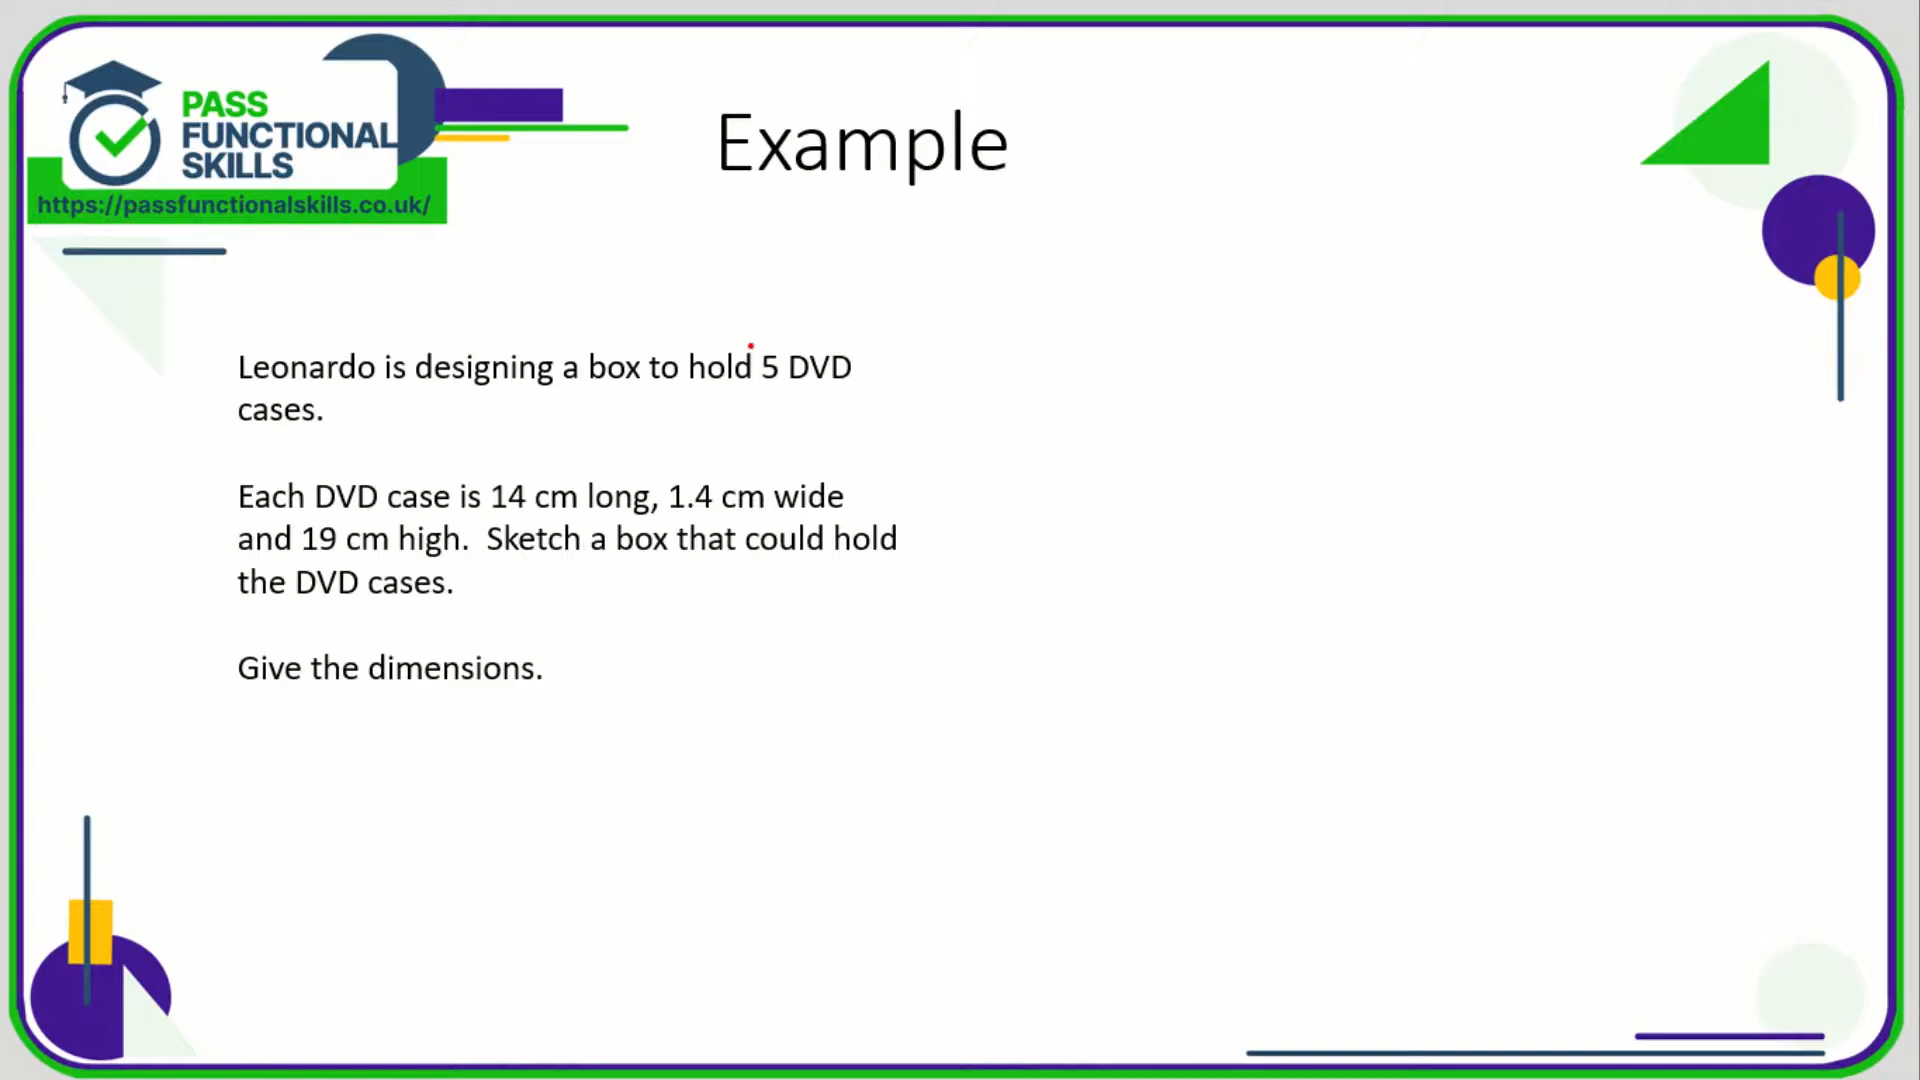 PASS
FUNCTIONAL
SKILLS
https://passfunctionalskills.co.uk/
Example
Leonardo is designing a box to hold 5 DVD
cases.
Each DVD case is 14 cm long, 1.4 cm wide
and 19 cm high.  Sketch a box that could hold
the DVD cases.
Give the dimensions.